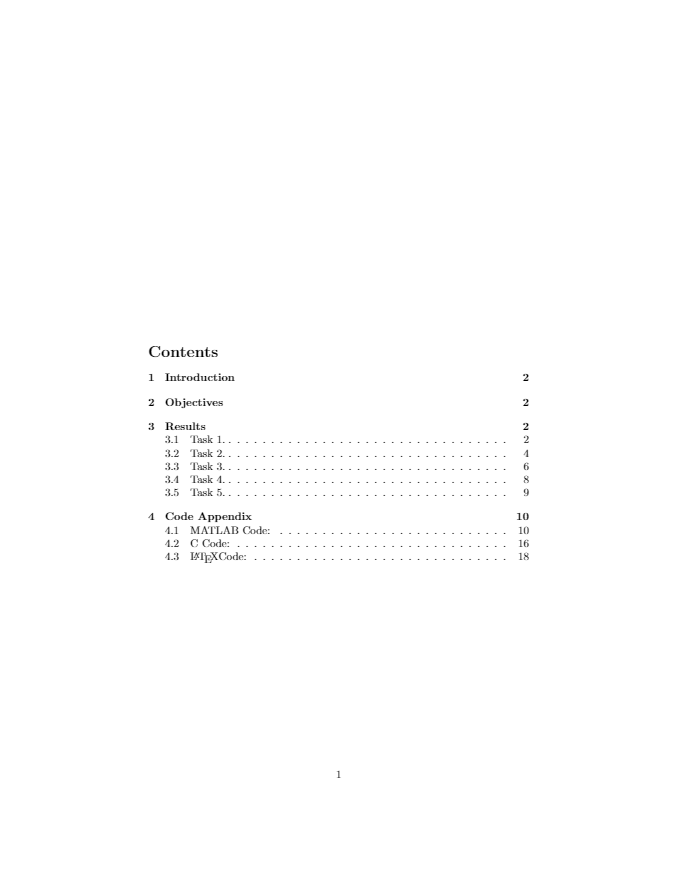 Contents
1 Introduction 2
2 Objectives 2
3 Results 2
3.1 Task 1. . . . . . . . . . . . . . . . . . . . . . . . . . . . . . . . . . . 2
3.2 Task 2. . . . . . . . . . . . . . . . . . . . . . . . . . . . . . . . . . . 4
3.3 Task 3. . . . . . . . . . . . . . . . . . . . . . . . . . . . . . . . . . . 6
3.4 Task 4. . . . . . . . . . . . . . . . . . . . . . . . . . . . . . . . . . . 8
3.5 Task 5. . . . . . . . . . . . . . . . . . . . . . . . . . . . . . . . . . . 9
4 Code Appendix 10
4.1 MATLAB Code: . . . . . . . . . . . . . . . . . . . . . . . . . . . 10
4.2 C Code: . . . . . . . . . . . . . . . . . . . . . . . . . . . . . . . . 16
4.3 LATEXCode: . . . . . . . . . . . . . . . . . . . . . . . . . . . . . . 18
1